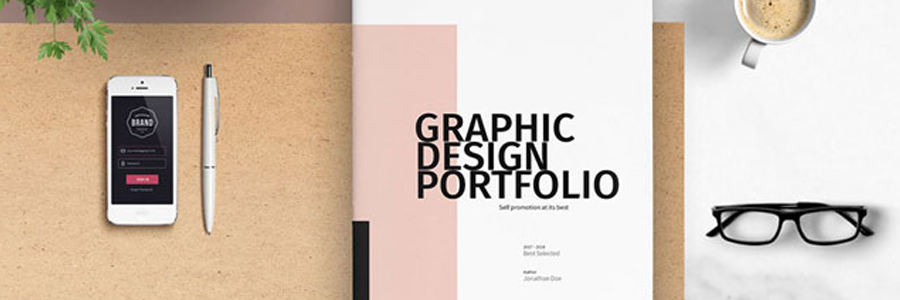 BRAND
SIGN IN
GRAPHIC
DESIGN
PORTFOLIO
Self promotion at its best
2017 - 2018
Best Selected
Author
Jonathan Doe